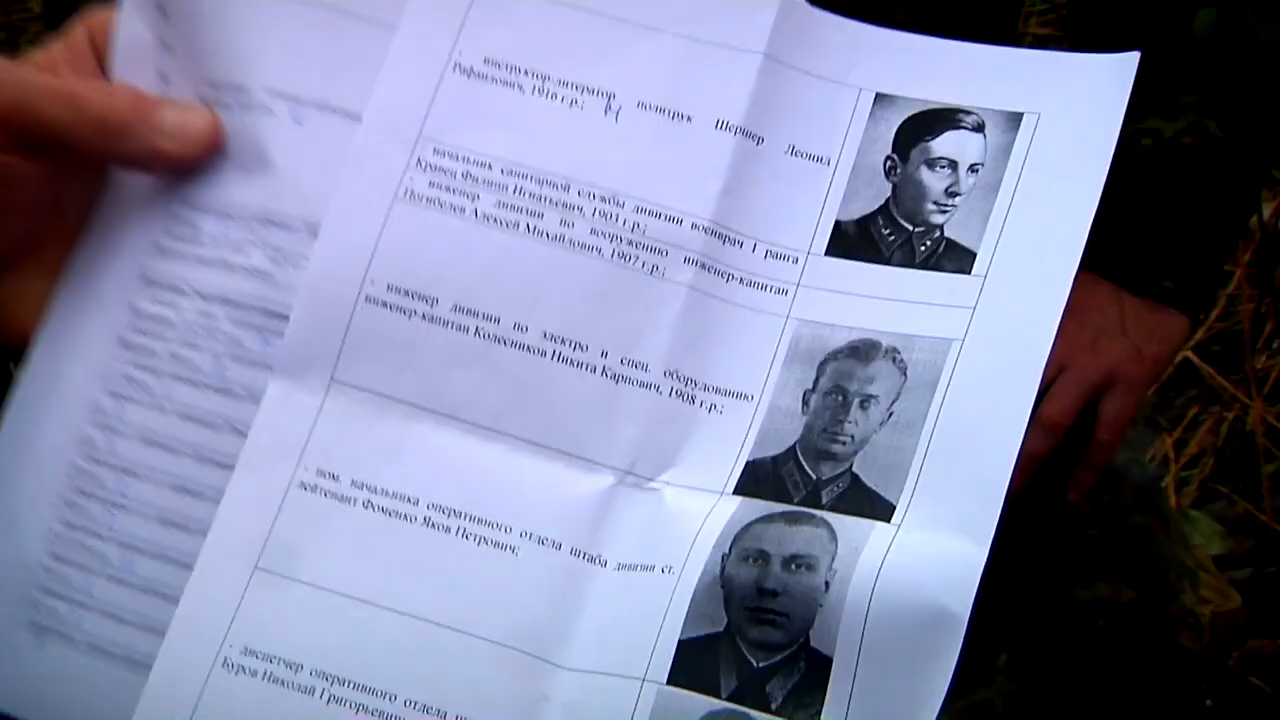 - инструктор-литератор политрук Шершер Леонид
Рафаилович, 1916 г.р.;
- начальник санитарной службы дивизии военврач 1 ранга
Кравец Филипп Игнатьевич, 1903 г.р.;
- инженер дивизии по вооружению инженер-капитан
Погибелев Алексей Михайлович, 1907 г.р.;
- инженер дивизии по электро и спец. оборудованию
инженер-капитан Колесников Никита Карпович, 1908 г.р.;
- пом. начальника оперативного отдела штаба дивизии ст.
лейтенант Фоменко Яков Петрович;
- диспетчер оперативного отдела
Буров Николай Григорьевич